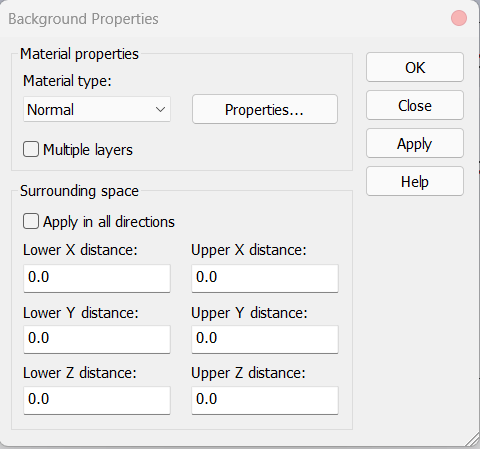 Background Properties
Material properties
Material type:
Normal
Properties...
Multiple layers
OK
Close
Apply
Help
Surrounding space
Apply in all directions
Lower X distance: Upper X distance:
0.0 0.0
Lower Y distance: Upper Y distance:
0.0 0.0
Lower Z distance: Upper Z distance:
0.0 0.0